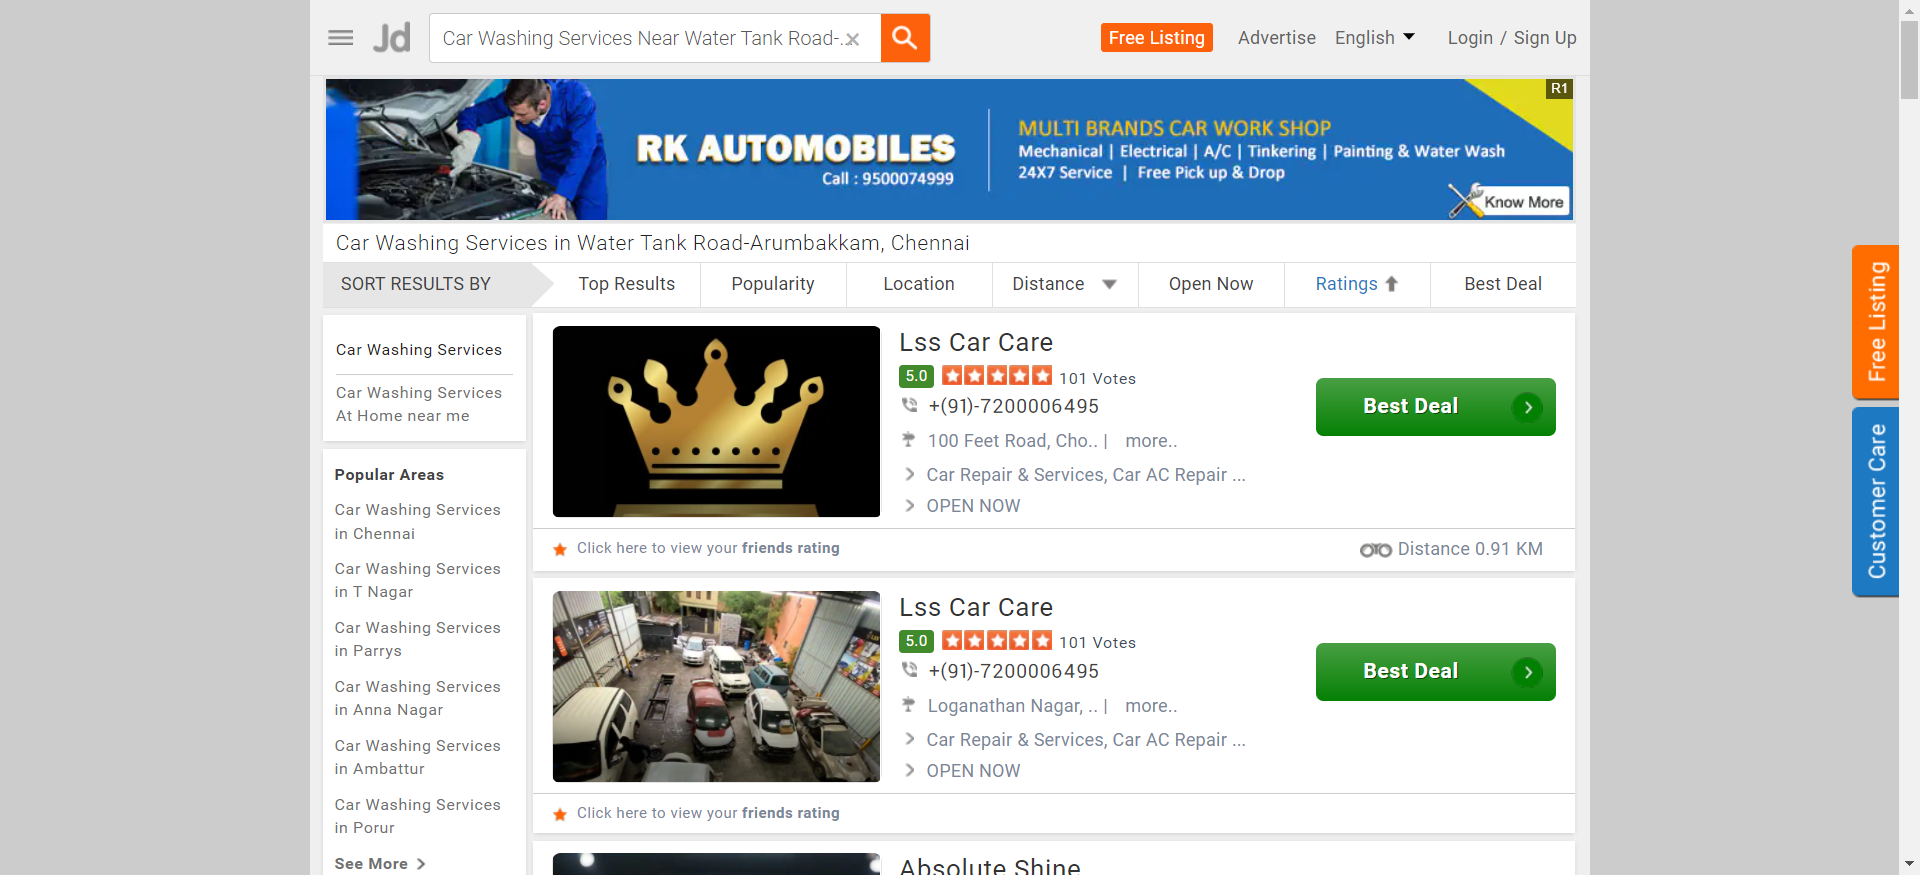 Jd
Car Washing Services Near Water Tank Road-..
Free Listing
Advertise
English
Login / Sign Up
R1
RK AUTOMOBILES
Call : 9500074999
MULTI BRANDS CAR WORK SHOP
Mechanical | Electrical | A/C | Tinkering | Painting & Water Wash
24X7 Service | Free Pick up & Drop
Know More
Car Washing Services in Water Tank Road-Arumbakkam, Chennai
SORT RESULTS BY
Top Results
Popularity
Location
Distance
Open Now
Ratings
Best Deal
Car Washing Services
Car Washing Services
At Home near me
Popular Areas
Car Washing Services
in Chennai
Car Washing Services
in T Nagar
Car Washing Services
in Parrys
Car Washing Services
in Anna Nagar
Car Washing Services
in Ambattur
Car Washing Services
in Porur
See More
Lss Car Care
5.0 101 Votes
+(91)-7200006495
100 Feet Road, Cho.. | more..
Car Repair & Services, Car AC Repair ...
OPEN NOW
Best Deal
Click here to view your friends rating
Distance 0.91 KM
Lss Car Care
5.0 101 Votes
+(91)-7200006495
Loganathan Nagar, .. | more..
Car Repair & Services, Car AC Repair ...
OPEN NOW
Best Deal
Click here to view your friends rating
Absolute Shine
Free Listing
Customer Care